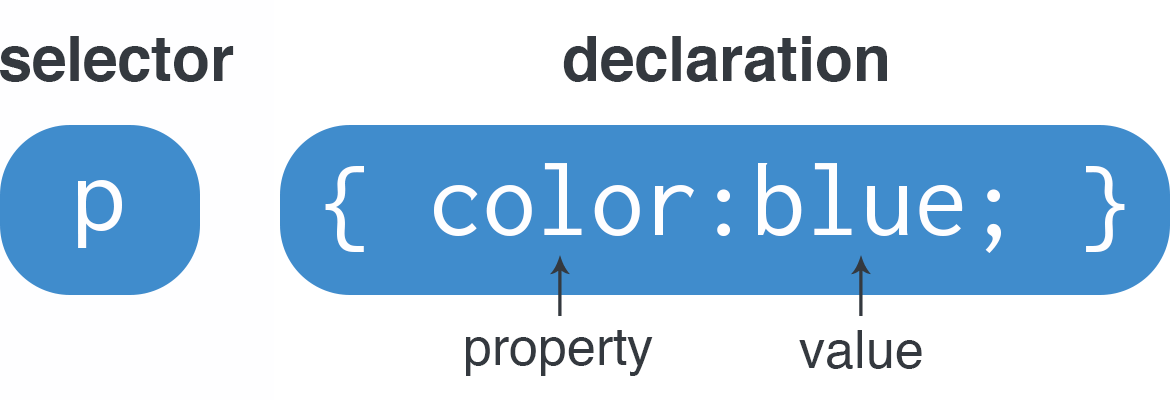 selector declaration
p { color:blue; }
property value